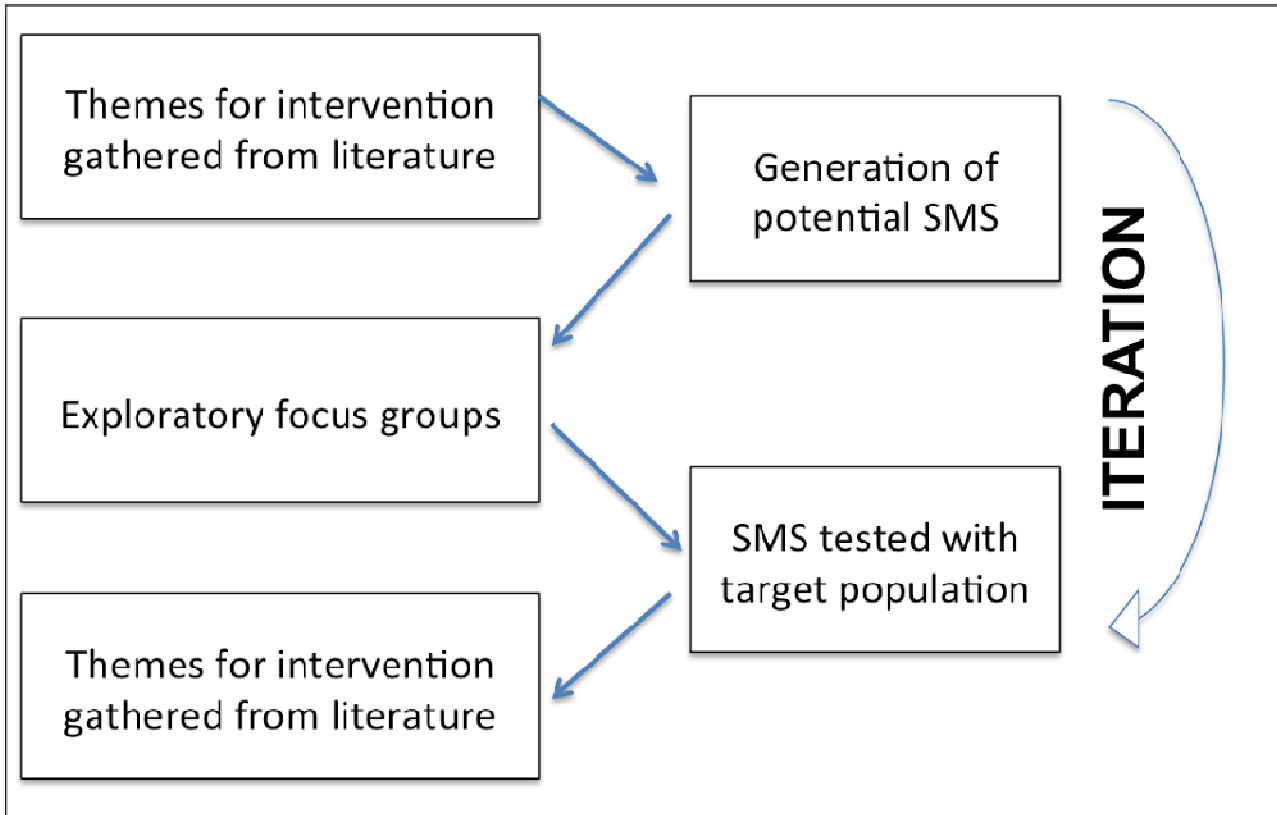 Themes for intervention
gathered from literature
Generation of
potential SMS
Exploratory focus groups
SMS tested with
target population
Themes for intervention
gathered from literature
ITERATION